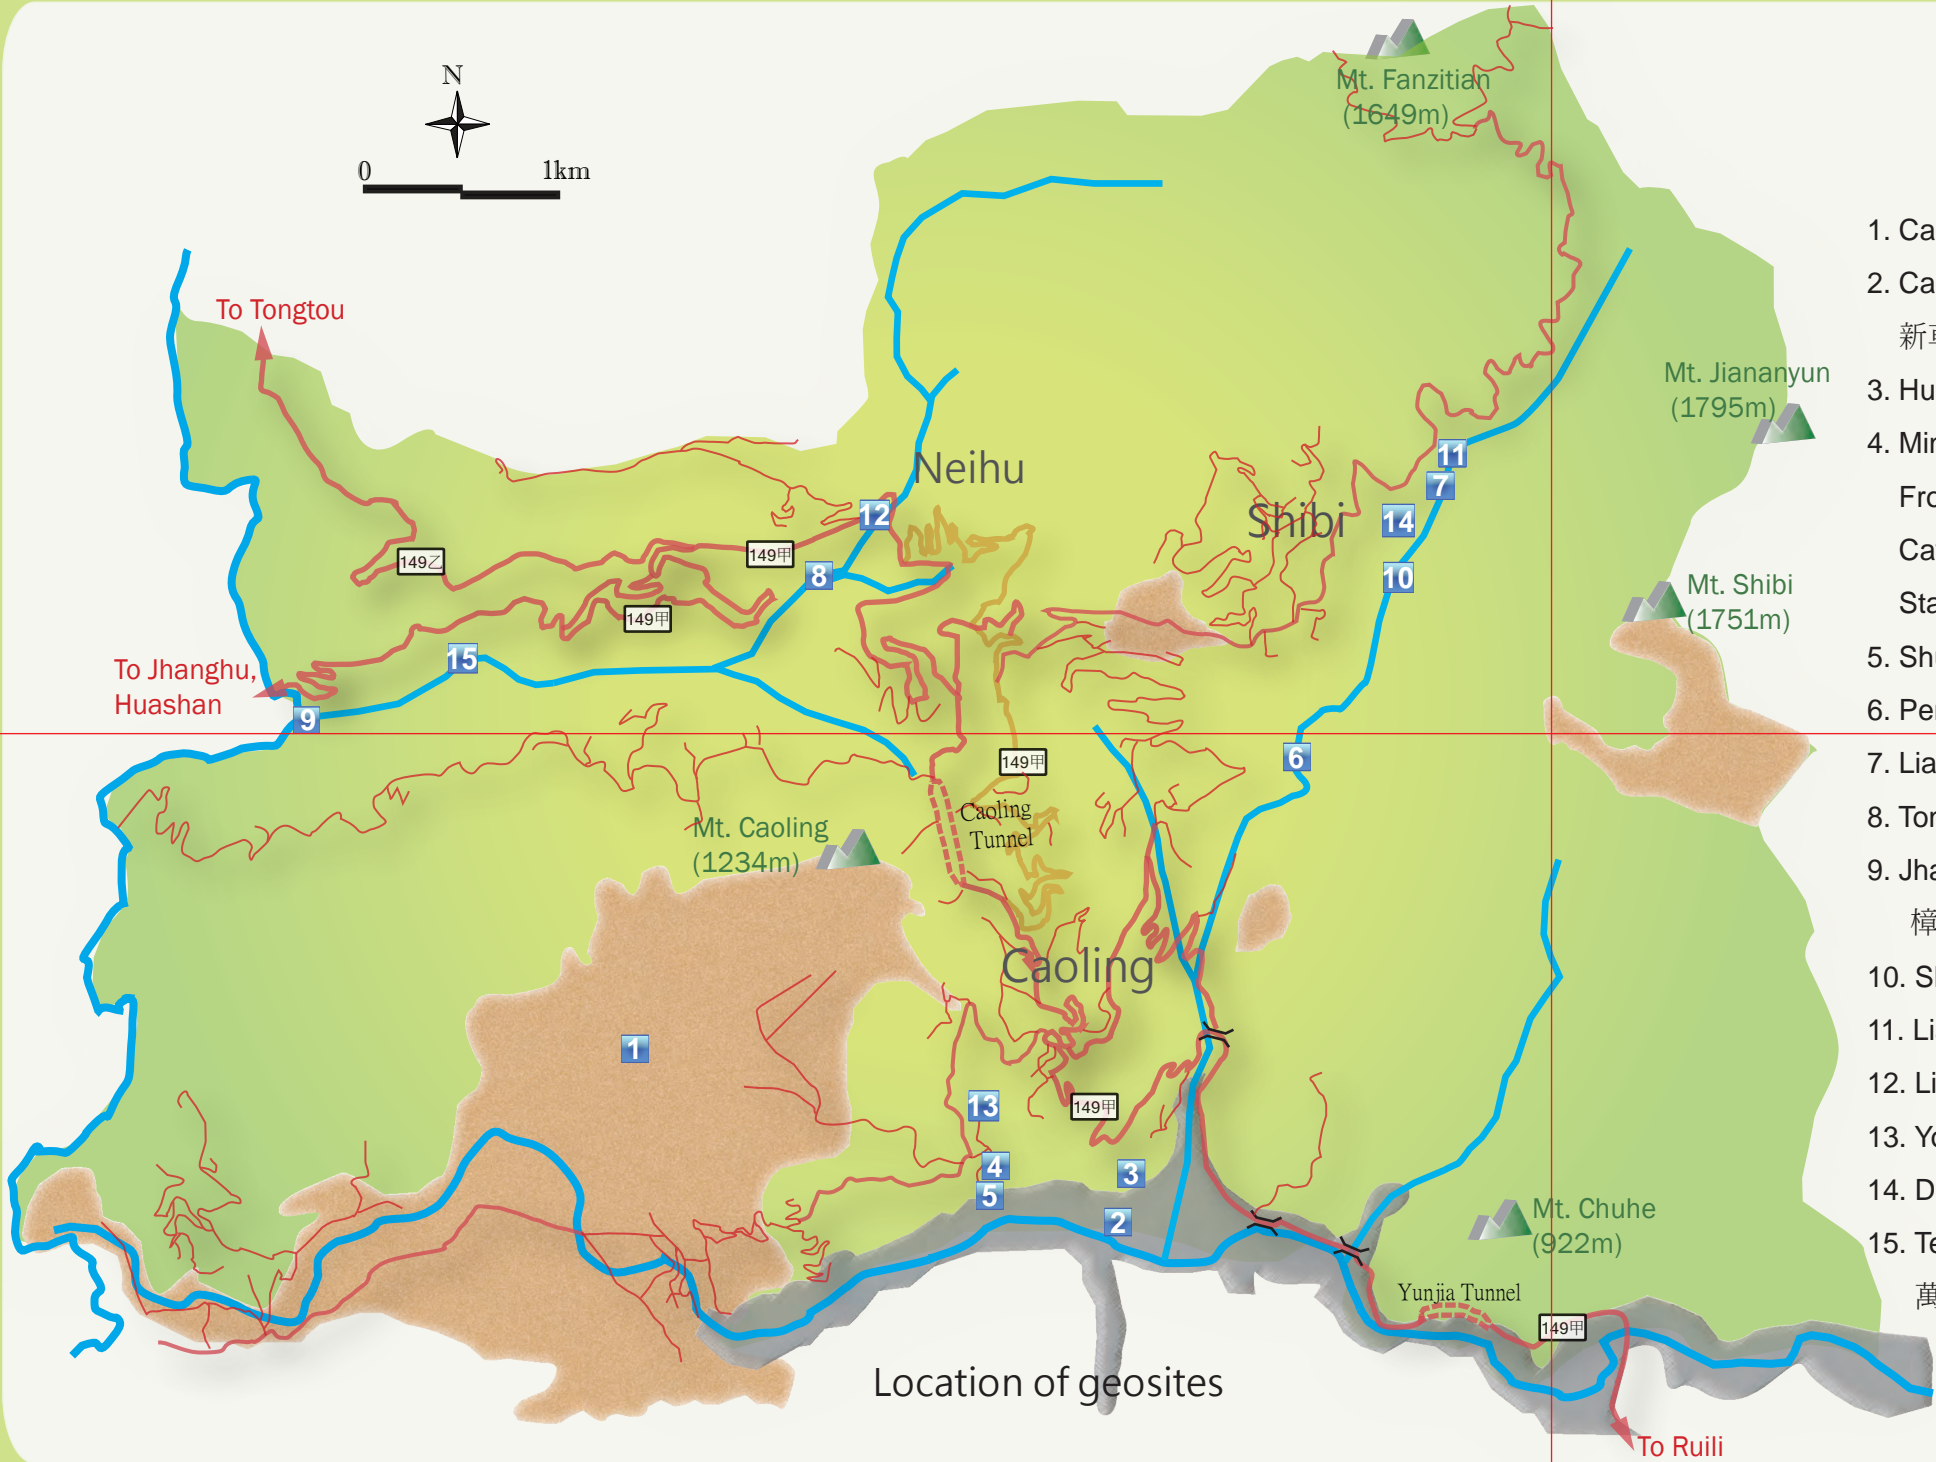 N
0 1km
Mt. Fanzitian
(1649m)
To Tongtou
Mt. Jiananyun
(1795m)
Neihu
Shibi
11
7
14
12
10
149乙
149甲
8
149甲
Mt. Shibi
(1751m)
15
To Jhanghu,
Huashan
9
6
149甲
Caoling
Tunnel
Mt. Caoling
(1234m)
Caoling
1
13
149甲
4
3
5
2
Mt. Chuhe
(922m)
Yunjia Tunnel
149甲
Location of geosites
To Ruili
1. Ca
2. Ca
新
3. Hu
4. Mi
Fro
Ca
Sta
5. Sh
6. Pe
7. Lia
8. To
9. Jha
樟
10. S
11. Li
12. Li
13. Yo
14. D
15. Te
萬